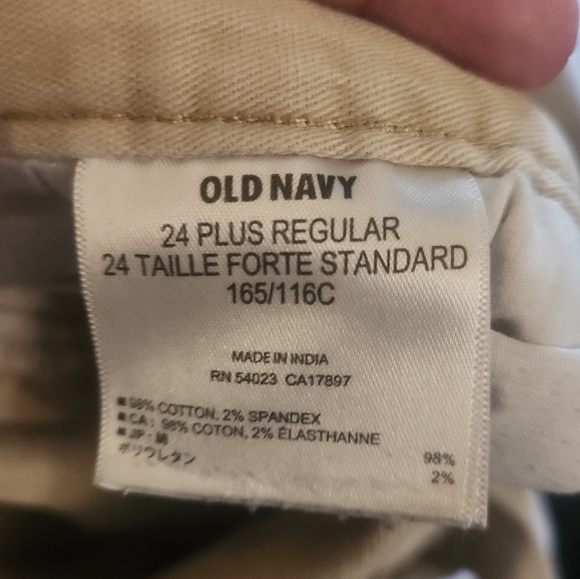 OLD NAVY
24 PLUS REGULAR
24 TAILLE FORTE STANDARD
165/116C
MADE IN INDIA
RN 54023 CA17897
■98% COTTON, 2% SPANDEX
■CA: 98% COTON, 2% ÉLASTHANNE
■JP: 綿 98%
ポリウレタン 2%